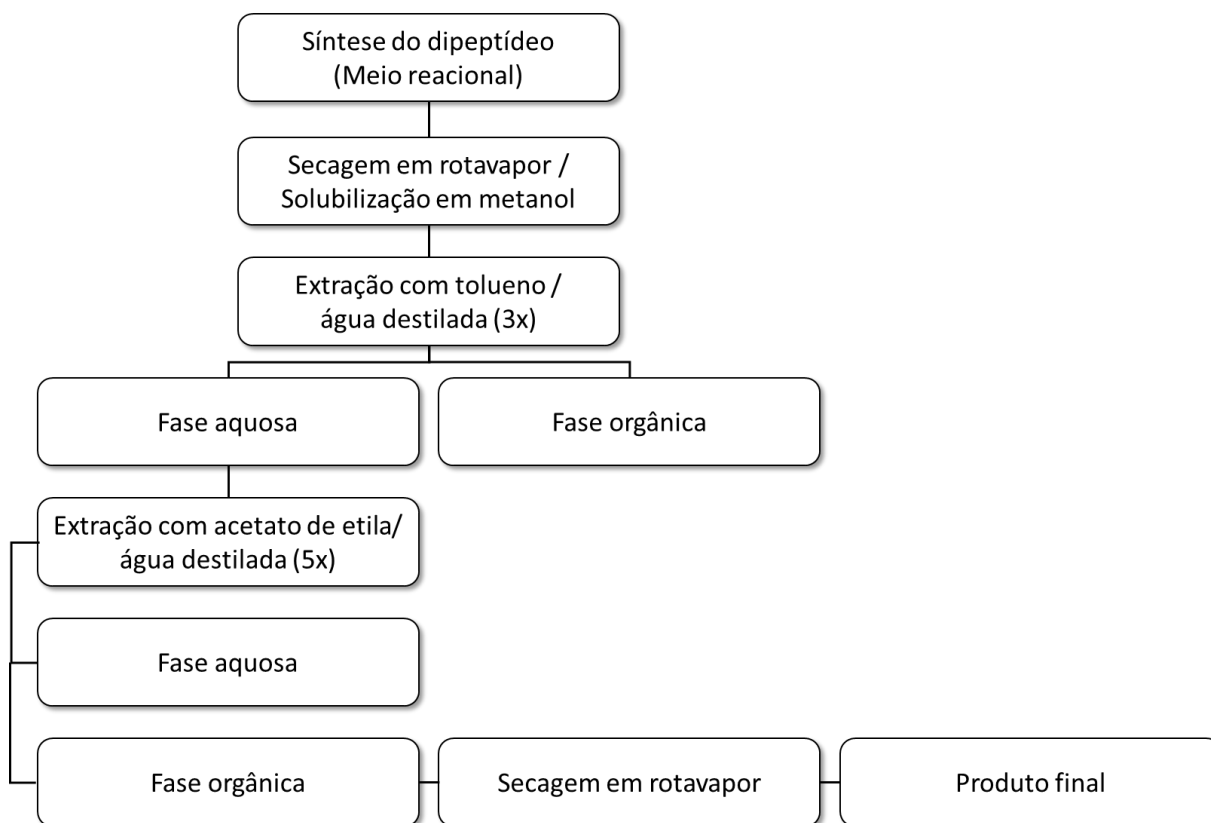 Síntese do dipeptídeo
(Meio reacional)
Secagem em rotavapor /
Solubilização em metanol
Extração com tolueno /
água destilada (3x)
Fase aquosa
Fase orgânica
Extração com acetato de etila/
água destilada (5x)
Fase aquosa
Fase orgânica
Secagem em rotavapor
Produto final